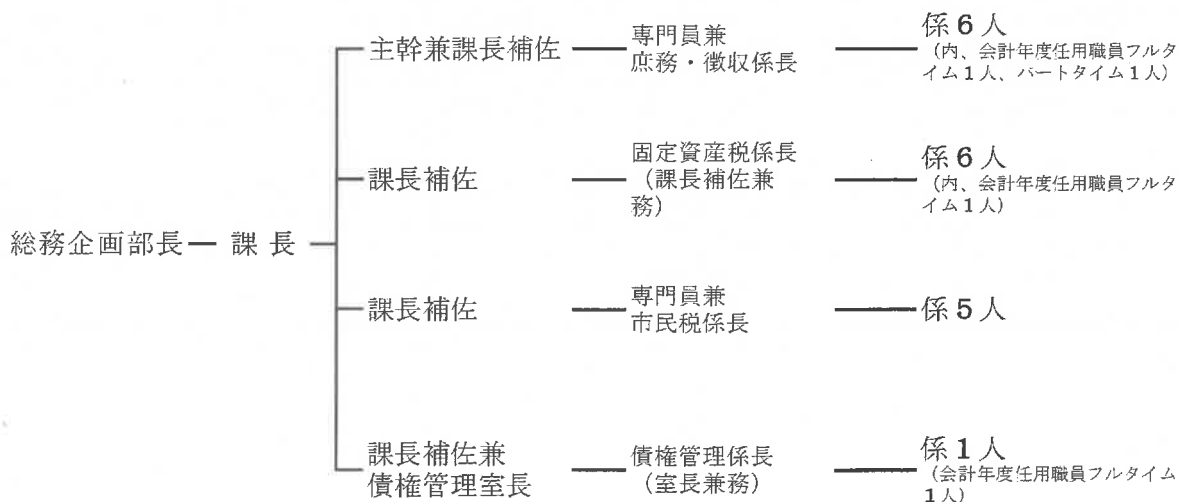 総務企画部長
課長
主幹兼課長補佐
専門員兼
庶務・徴収係長
係6人
(内、会計年度任用職員フルタ
イム1人、パートタイム1人)
課長補佐
固定資産税係長
(課長補佐兼
務)
係6人
(内、会計年度任用職員フルタ
イム1人)
課長補佐
専門員兼
市民税係長
係5人
課長補佐兼
債権管理室長
債権管理係長
(室長兼務)
係1人
(会計年度任用職員フルタイム
1人)